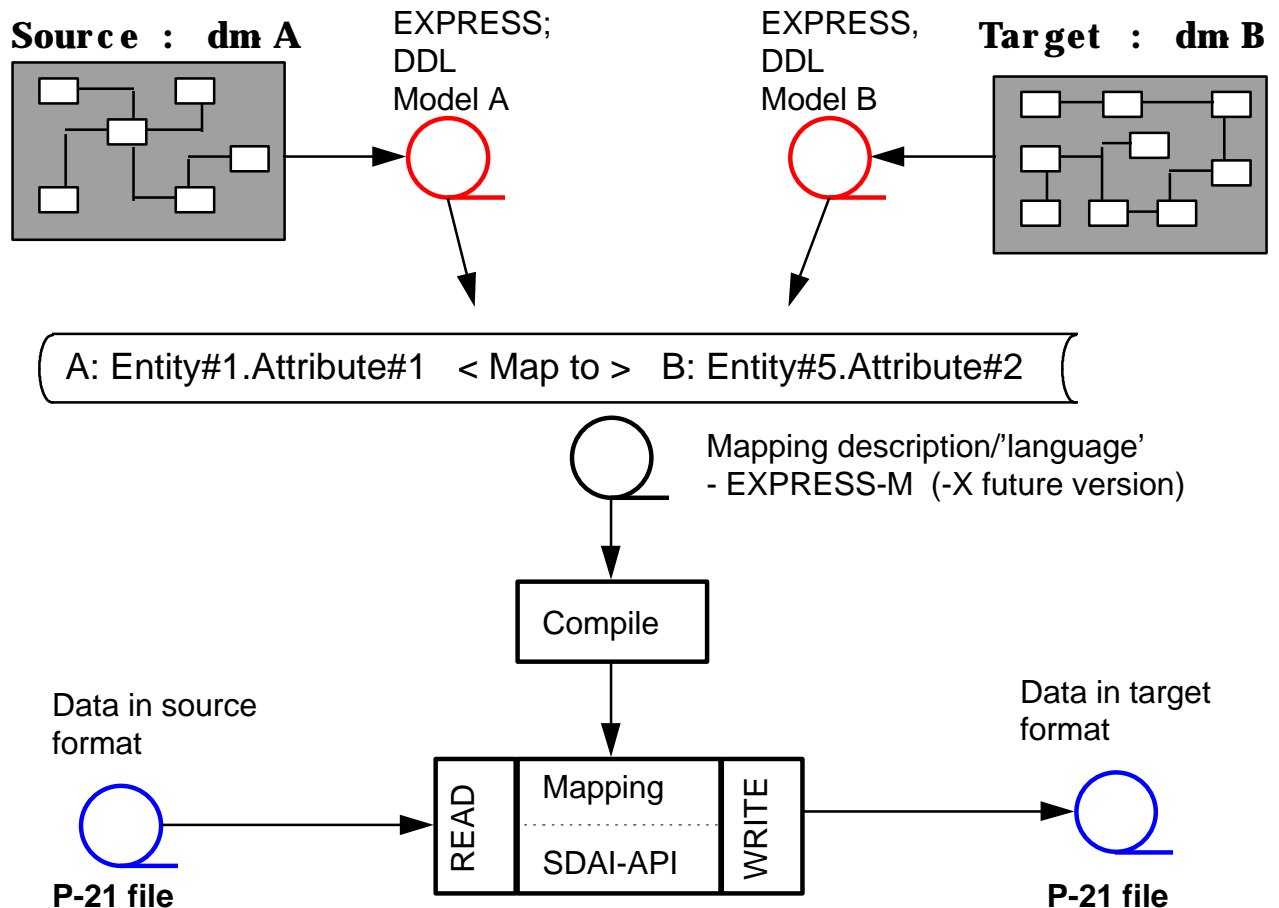 Source : dm A
EXPRESS;
DDL
Model A
EXPRESS,
DDL
Model B
Target : dm B
A: Entity#1.Attribute#1 < Map to > B: Entity#5.Attribute#2
Mapping description/'language'
- EXPRESS-M (-X future version)
Compile
Data in source
format
Data in target
format
READ
Mapping
SDAI-API
WRITE
P-21 file
P-21 file